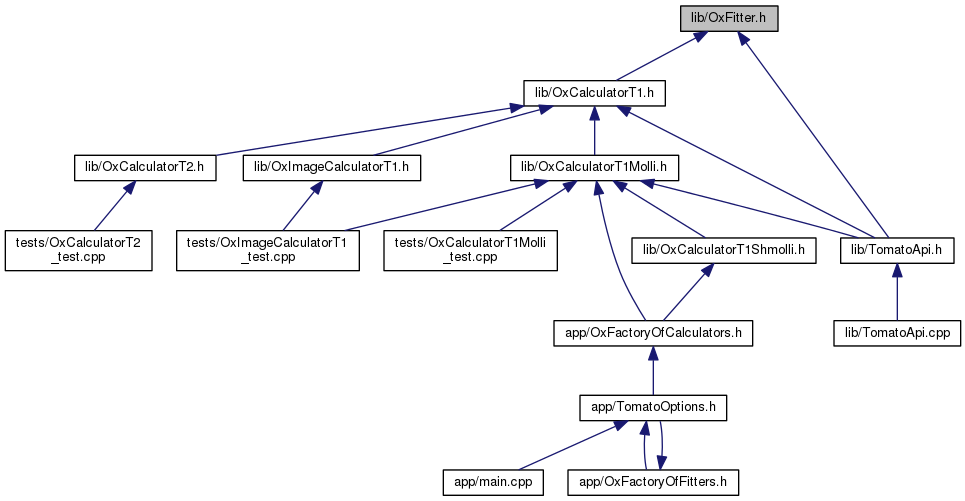 lib/OxFitter.h
lib/OxCalculatorT1.h
lib/OxCalculatorT2.h
lib/OxImageCalculatorT1.h
lib/OxCalculatorT1Molli.h
tests/OxCalculatorT2
_test.cpp
tests/OxImageCalculatorT1
_test.cpp
tests/OxCalculatorT1Molli
_test.cpp
lib/OxCalculatorT1Shmolli.h
lib/TomatoApi.h
app/OxFactoryOfCalculators.h
lib/TomatoApi.cpp
app/TomatoOptions.h
app/main.cpp
app/OxFactoryOfFitters.h